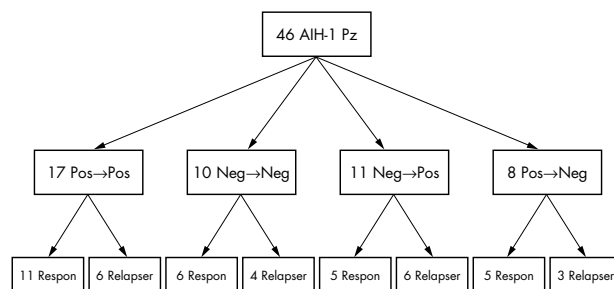 46 AIH-1 Pz
17 Pos→Pos
10 Neg→Neg
11 Neg→Pos
8 Pos→Neg
11 Respon
6 Relapser
6 Respon
4 Relapser
5 Respon
6 Relapser
5 Respon
3 Relapser